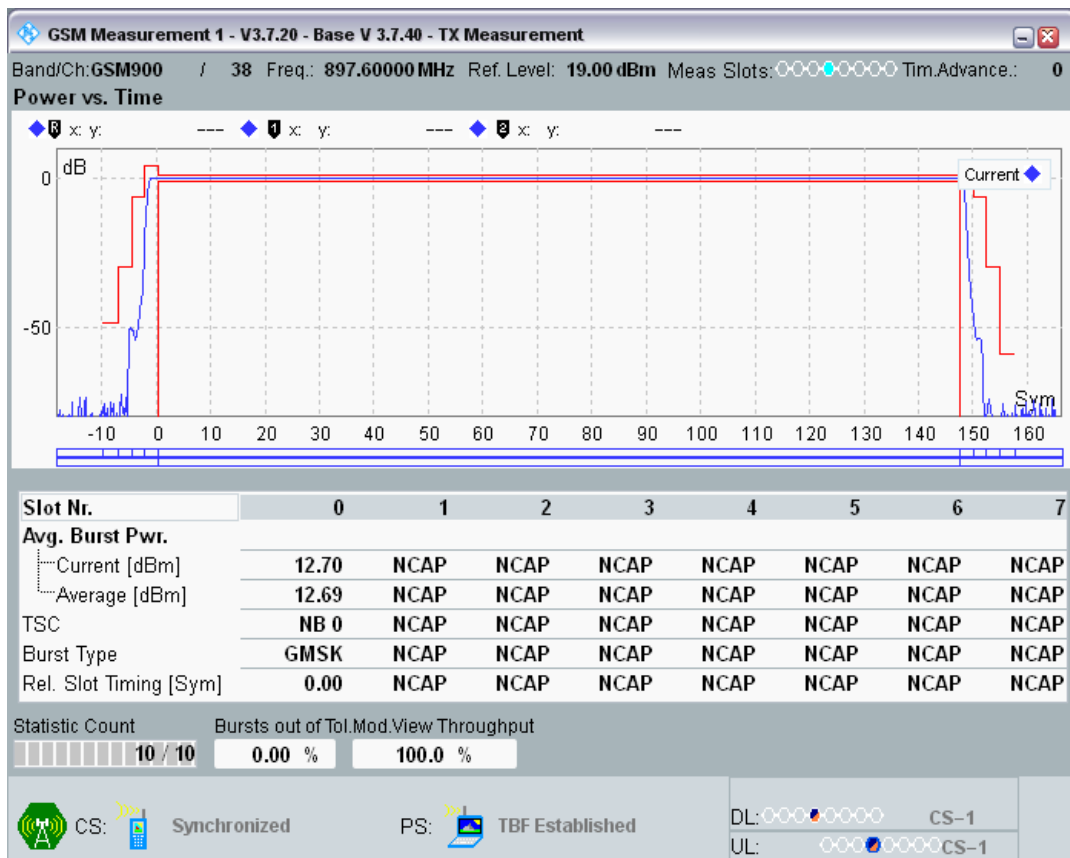 GSM Measurement 1 - V3.7.20 - Base V 3.7.40 - TX Measurement
Band/Ch:GSM900 / 38 Freq.: 897.60000 MHz Ref. Level: 19.00 dBm Meas Slots: Tim.Advance.: 0
Power vs. Time
R x: y: --- 1 x: y: --- 2 x: y: ---
dB
Current
0
-50
Sym
-10 0 10 20 30 40 50 60 70 80 90 100 110 120 130 140 150 160
Slot Nr. 0 1 2 3 4 5 6 7
Avg. Burst Pwr.
Current [dBm] 12.70 NCAP NCAP NCAP NCAP NCAP NCAP NCAP
Average [dBm] 12.69 NCAP NCAP NCAP NCAP NCAP NCAP NCAP
TSC NB 0 NCAP NCAP NCAP NCAP NCAP NCAP NCAP
Burst Type GMSK NCAP NCAP NCAP NCAP NCAP NCAP NCAP
Rel. Slot Timing [Sym] 0.00 NCAP NCAP NCAP NCAP NCAP NCAP NCAP
Statistic Count Bursts out of Tol.Mod.View Throughput
10 / 10 0.00 % 100.0 %
CS: Synchronized PS: TBF Established
DL: CS-1
UL: CS-1